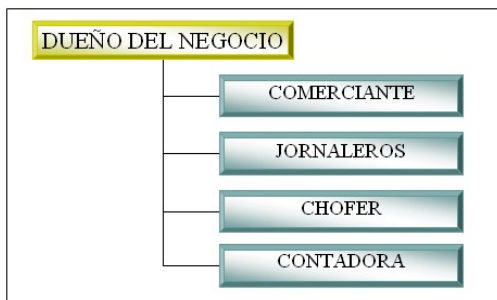 DUEÑO DEL NEGOCIO
COMERCIANTE
JORNALEROS
CHOFER
CONTADORA